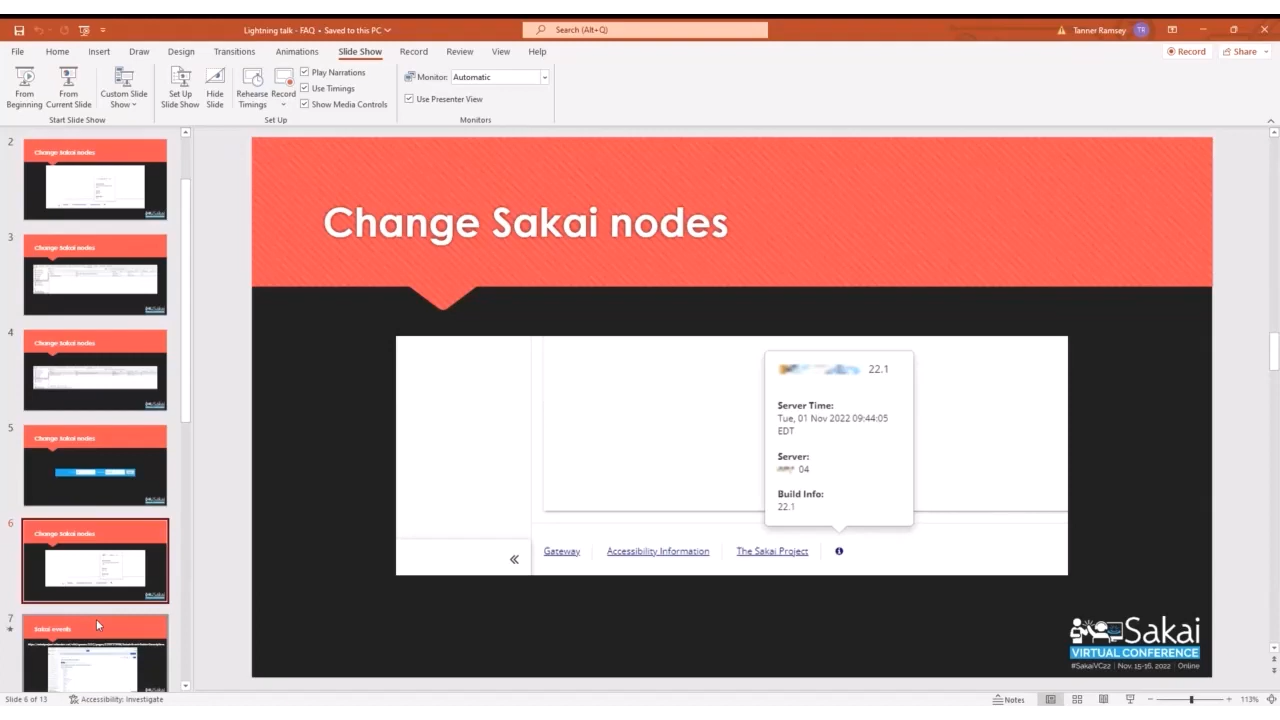 Lightning talk - FAQ • Saved to this PC
Search (Alt+Q)
Tanner Ramsey
TR
File Home Insert Draw Design Transitions Animations Slide Show Record Review View Help
Record
Share
From Beginning
From Current Slide
Custom Slide Show
Start Slide Show
Set Up Slide Show
Hide Slide
Rehearse Timings
Record
Play Narrations
Use Timings
Show Media Controls
Set Up
Monitor: Automatic
Use Presenter View
Monitors
2
Change Sakai nodes
3
Change Sakai nodes
4
Change Sakai nodes
5
Change Sakai nodes
6
Change Sakai nodes
7
Sakai events
Change Sakai nodes
22.1
Server Time:
Tue, 01 Nov 2022 09:44:05
EDT
Server:
04
Build Info:
22.1
Gateway
Accessibility Information
The Sakai Project
Sakai
VIRTUAL CONFERENCE
#SakaiVC22 | Nov. 15-16, 2022 | Online
Slide 6 of 13
Accessibility: Investigate
Notes
113%